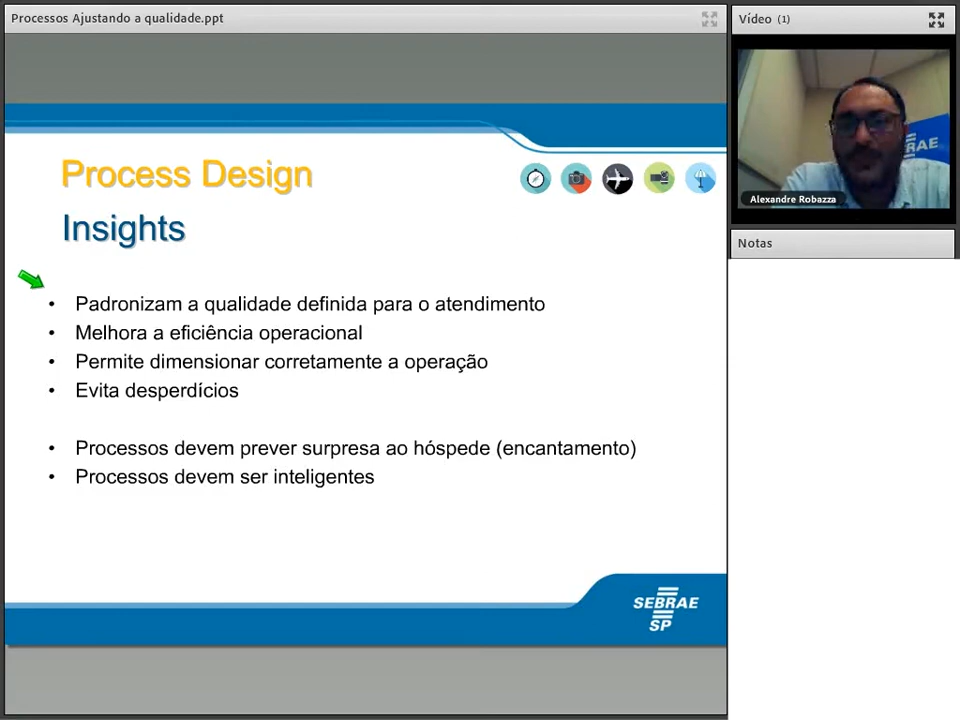 Processos Ajustando a qualidade.ppt
Vídeo (1)
Process Design
Insights
• Padronizam a qualidade definida para o atendimento
• Melhora a eficiência operacional
• Permite dimensionar corretamente a operação
• Evita desperdícios
• Processos devem prever surpresa ao hóspede (encantamento)
• Processos devem ser inteligentes
SEBRAE
SP
RAE
Alexandre Robazza
Notas